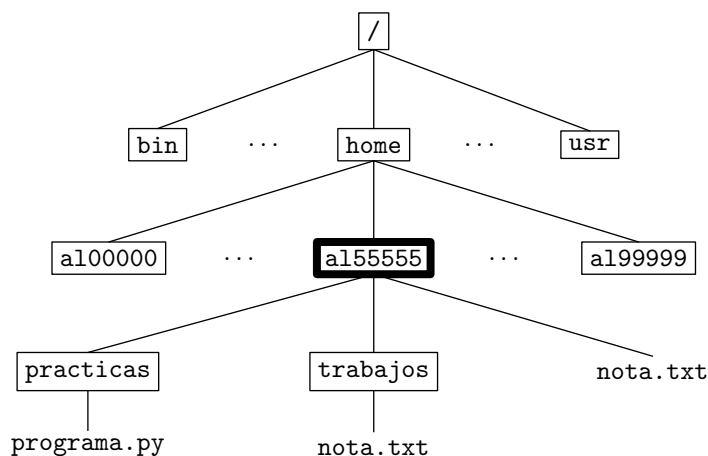 /
bin ... home ... usr
al00000 ... al55555 ... al99999
practicas trabajos nota.txt
programa.py nota.txt